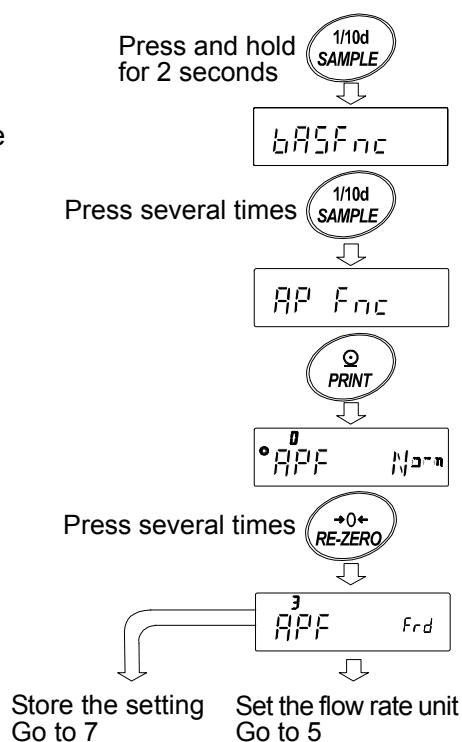 Press and hold
for 2 seconds
1/10d
SAMPLE
e
bASFnc
Press several times
1/10d
SAMPLE
AP Fnc
PRINT
0
APF Norm
Press several times
→0←
RE-ZERO
3
APF Frd
Store the setting
Go to 7
Set the flow rate unit
Go to 5